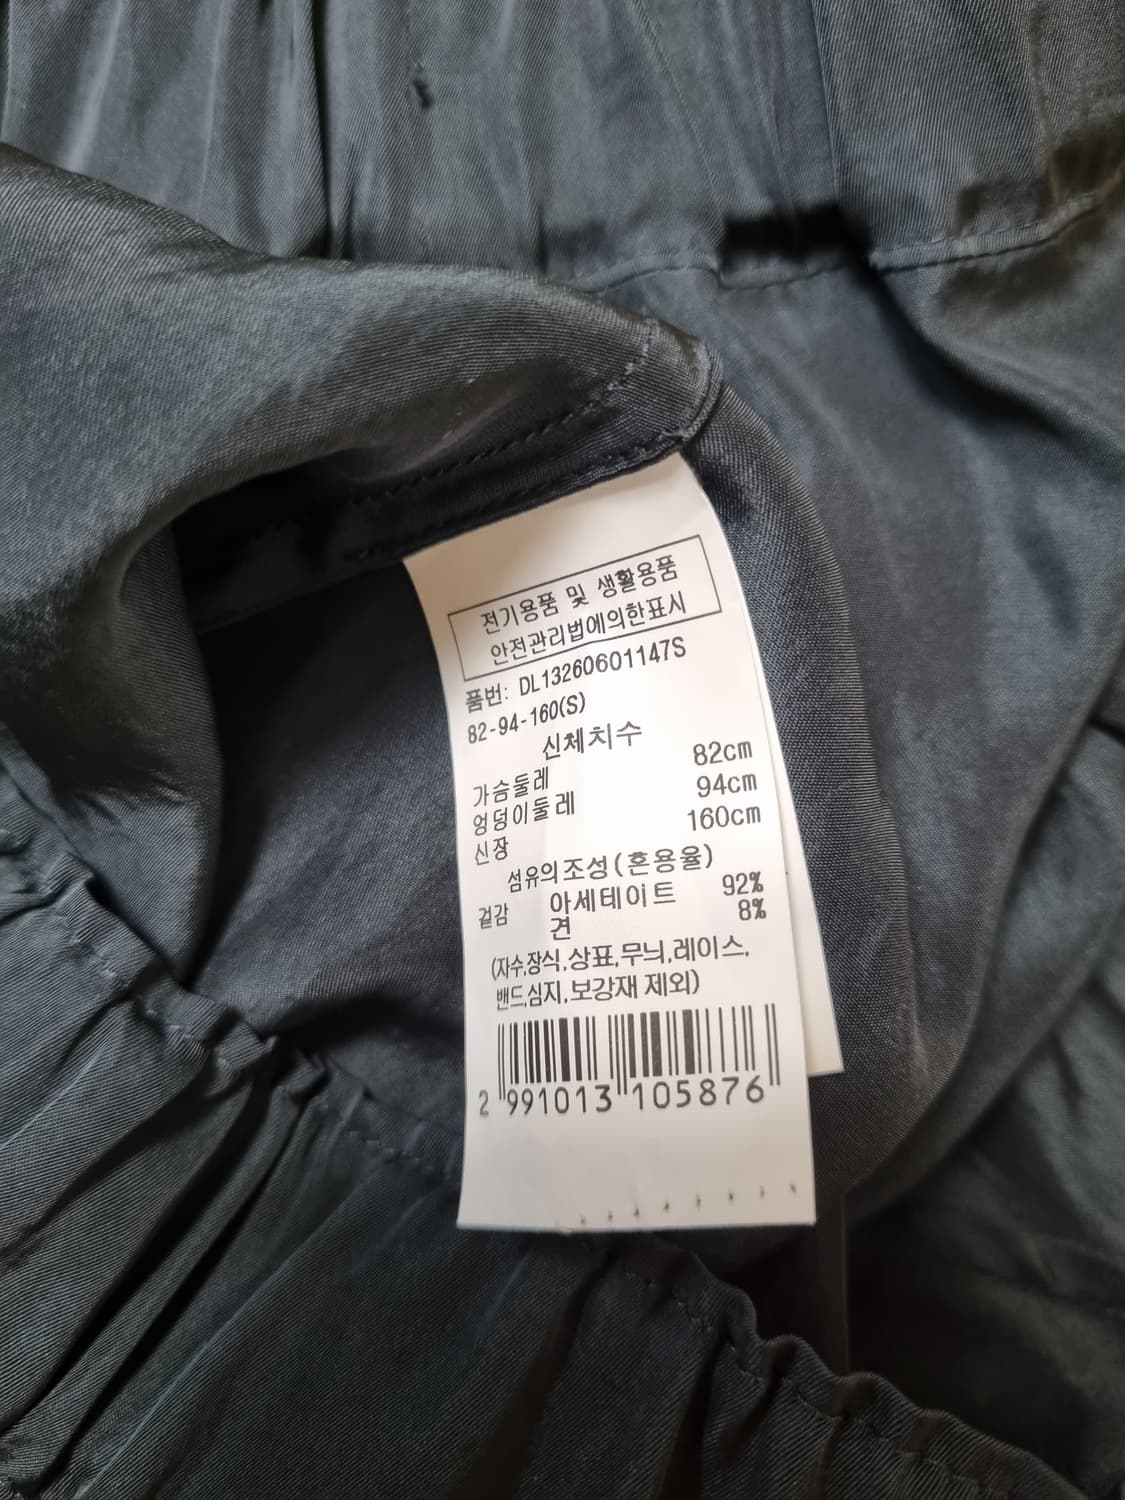 전기용품 및 생활용품
안전관리법에의한표시
품번: DL13260601147S
82-94-160(S)
신체치수
가슴둘레 82cm
엉덩이둘레 94cm
신장 160cm
섬유의조성(혼용율)
겉감 아세테이트 92%
견 8%
(자수,장식,상표,무늬,레이스,
밴드,심지,보강재 제외)
2 991013 105876